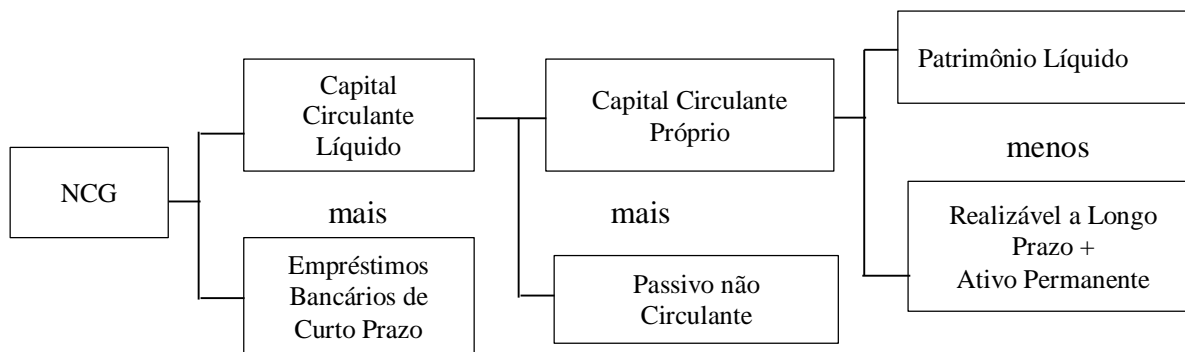 NCG
Capital
Circulante
Líquido
mais
Empréstimos
Bancários de
Curto Prazo
Capital Circulante
Próprio
mais
Passivo não
Circulante
Patrimônio Líquido
menos
Realizável a Longo
Prazo +
Ativo Permanente